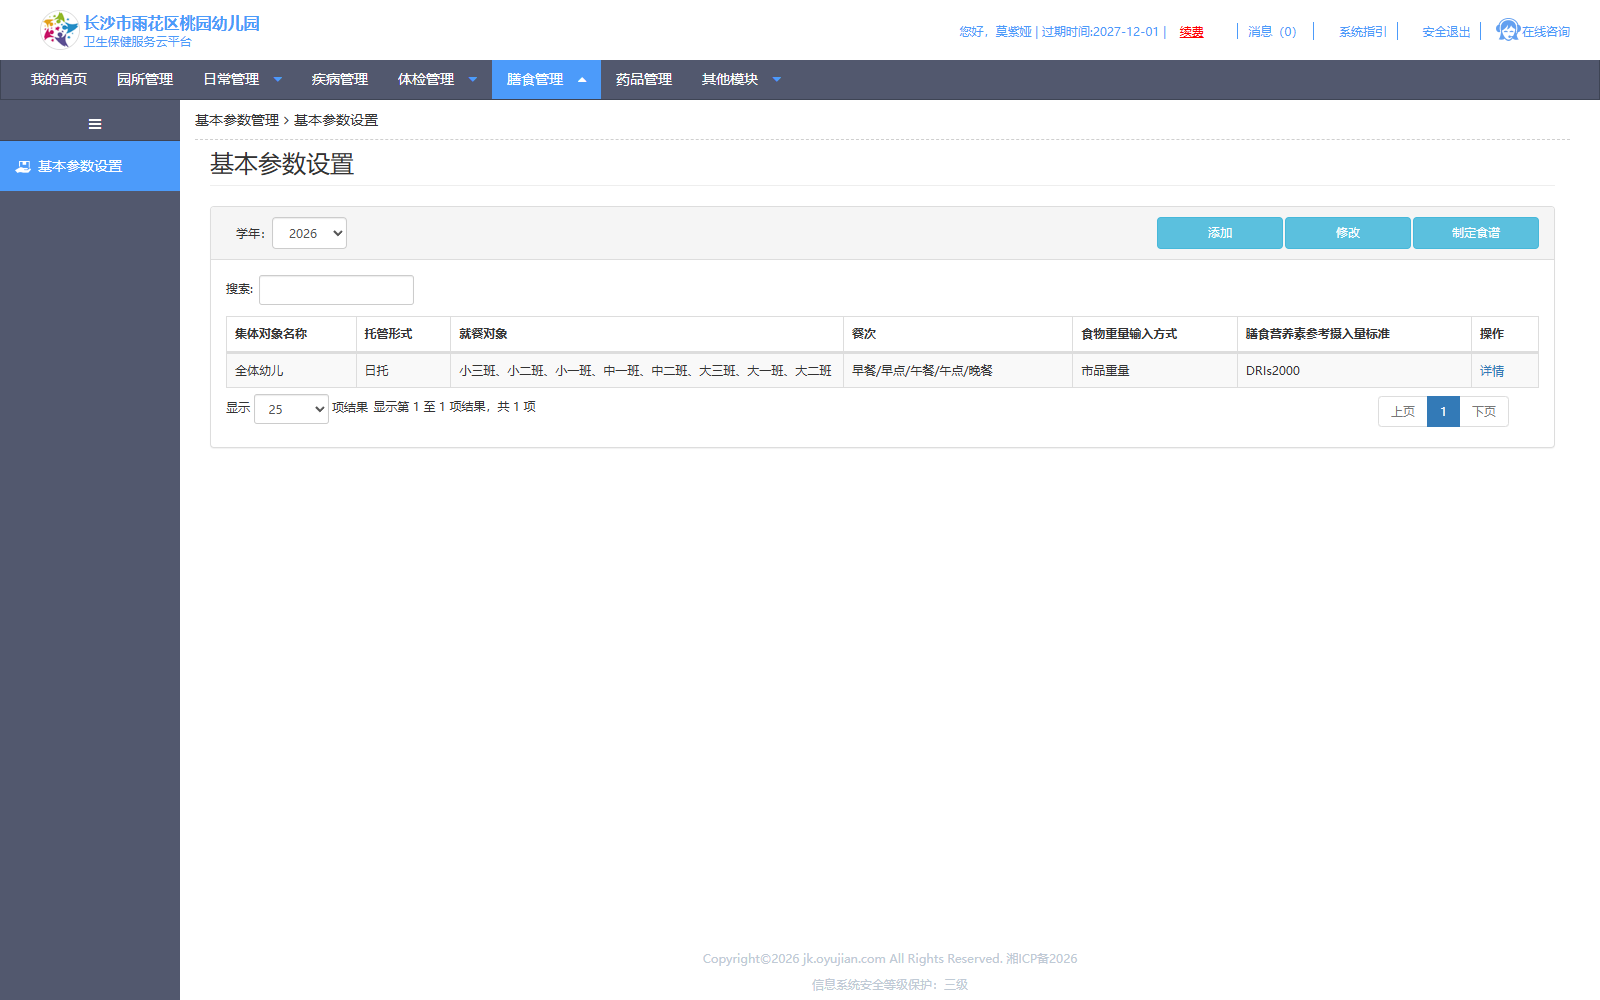 长沙市雨花区桃园幼儿园
卫生保健服务云平台
您好，莫紫娅 | 过期时间:2027-12-01 | 续费
消息（0）
系统指引
安全退出
在线咨询
我的首页
园所管理
日常管理
疾病管理
体检管理
膳食管理
药品管理
其他模块
基本参数管理 > 基本参数设置
基本参数设置
基本参数设置
学年: 2026
添加
修改
制定食谱
搜索:
集体对象名称 托管形式 就餐对象 餐次 食物重量输入方式 膳食营养素参考摄入量标准 操作
全体幼儿 日托 小三班、小二班、小一班、中一班、中二班、大三班、大一班、大二班 早餐/早点/午餐/午点/晚餐 市品重量 DRIs2000 详情
显示 25 项结果 显示第 1 至 1 项结果，共 1 项
上页 1 下页
Copyright©2026 jk.oyujian.com All Rights Reserved. 湘ICP备2026
信息系统安全等级保护：三级